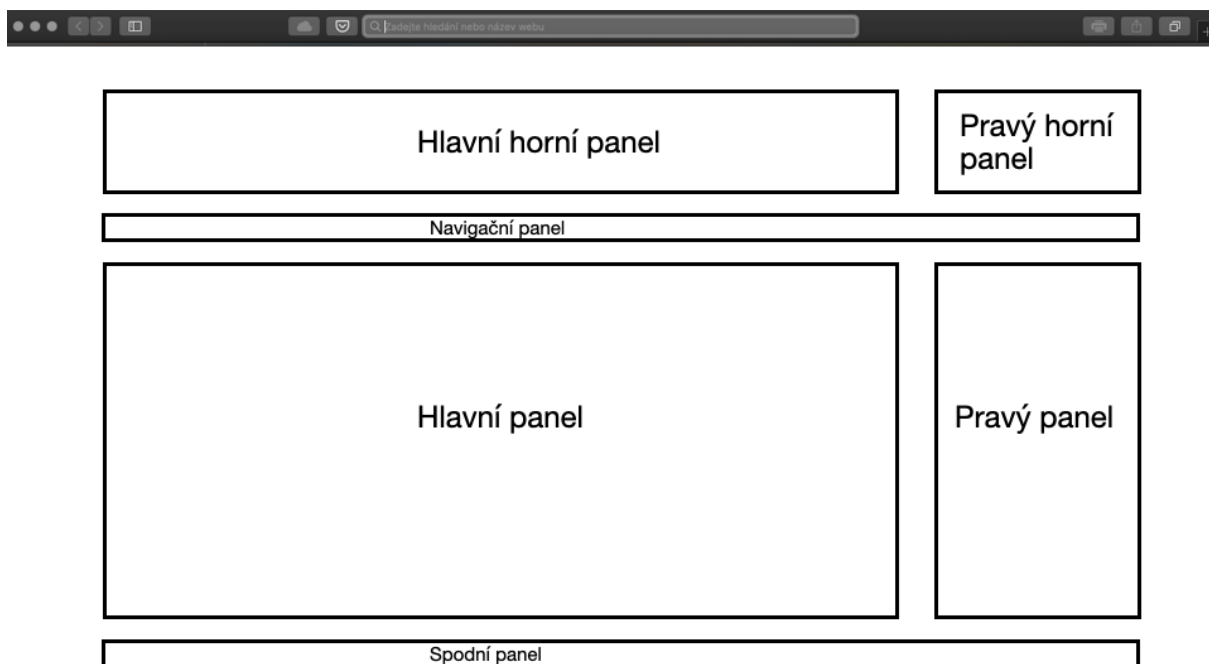 Zadejte hledání nebo název webu
Hlavní horní panel
Pravý horní
panel
Navigační panel
Hlavní panel
Pravý panel
Spodní panel